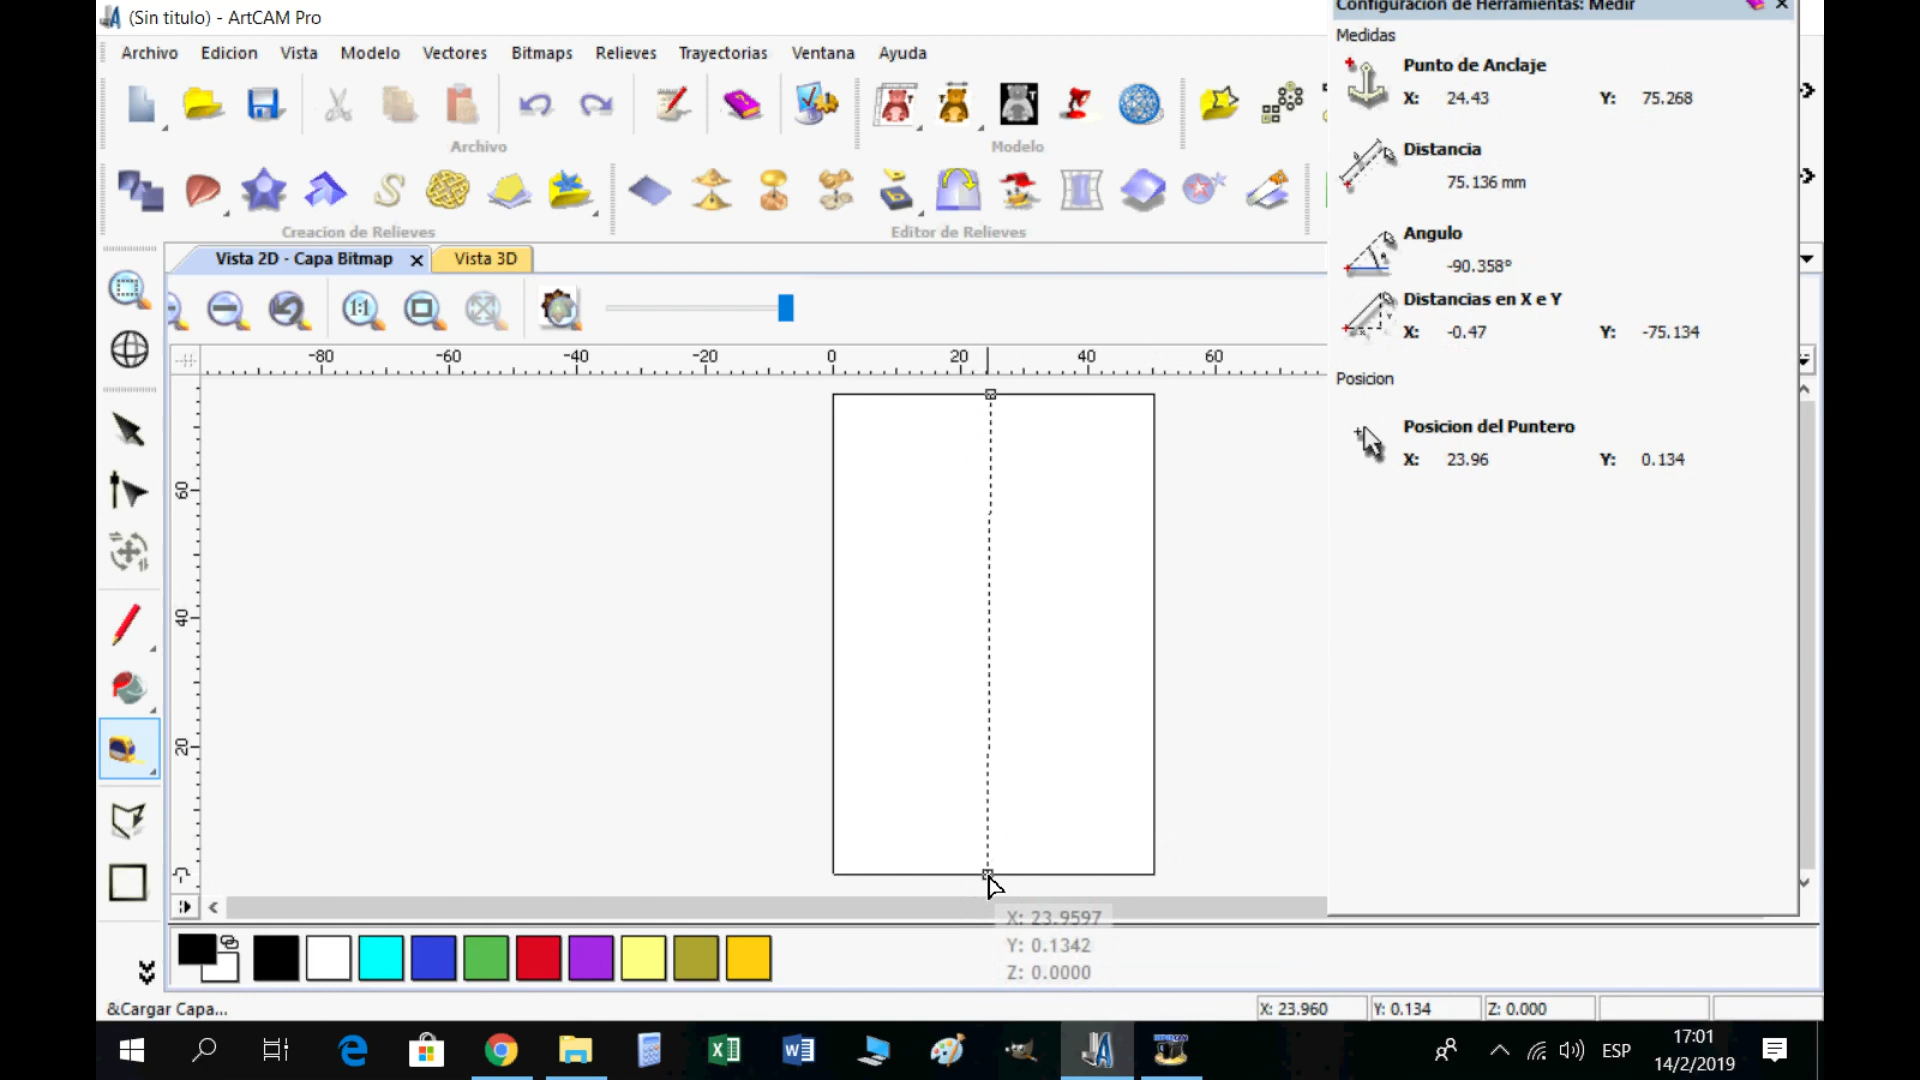 (Sin titulo) - ArtCAM Pro
Configuracion de Herramientas: Medir
Archivo Edicion Vista Modelo Vectores Bitmaps Relieves Trayectorias Ventana Ayuda
Archivo
Modelo
Creacion de Relieves
Editor de Relieves
Vista 2D - Capa Bitmap
Vista 3D
1:1
-80 -60 -40 -20 0 20 40 60
60
40
20
Medidas
Punto de Anclaje
X: 24.43 Y: 75.268
Distancia
75.136 mm
Angulo
-90.358°
Distancias en X e Y
X: -0.47 Y: -75.134
Posicion
Posicion del Puntero
X: 23.96 Y: 0.134
X: 23.9597
Y: 0.1342
Z: 0.0000
&Cargar Capa...
X: 23.960 Y: 0.134 Z: 0.000
ESP
17:01
14/2/2019